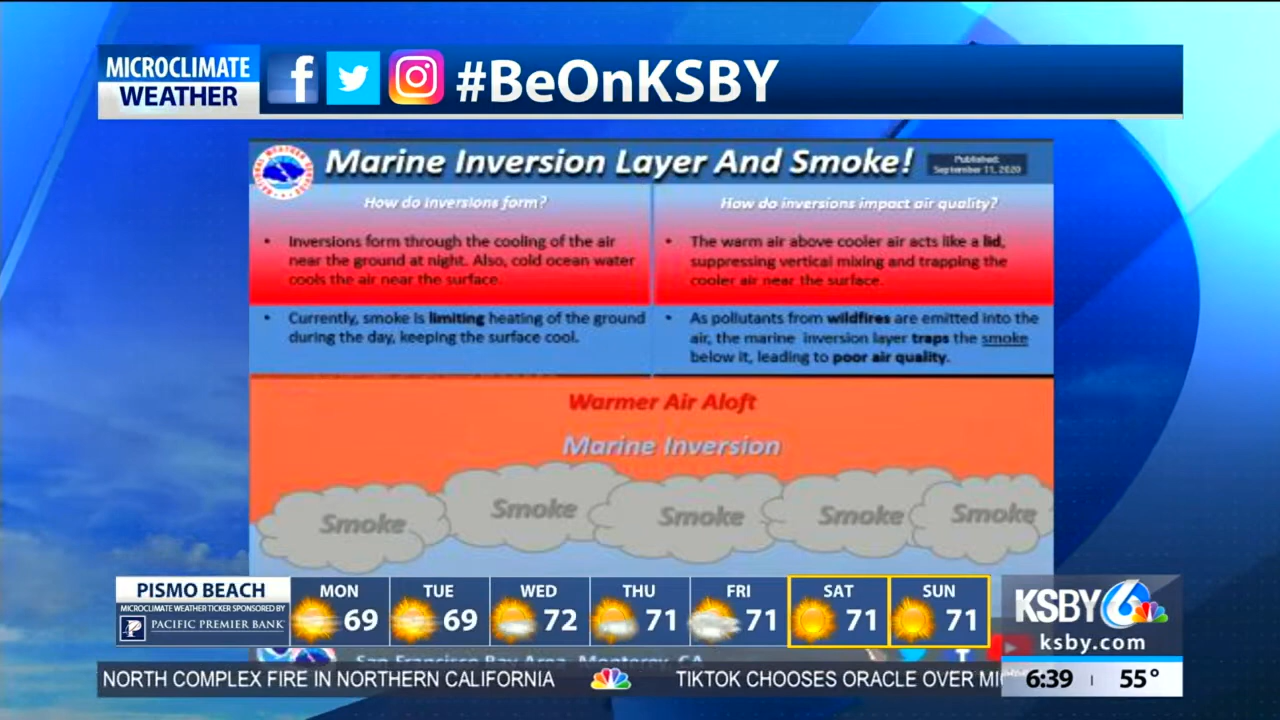 MICROCLIMATE
WEATHER
#BeOnKSBY
Marine Inversion Layer And Smoke!
Published:
September 11, 2020
How do inversions form?
• Inversions form through the cooling of the air
near the ground at night. Also, cold ocean water
cools the air near the surface.
• Currently, smoke is limiting heating of the ground
during the day, keeping the surface cool.
How do inversions impact air quality?
• The warm air above cooler air acts like a lid,
suppressing vertical mixing and trapping the
cooler air near the surface.
• As pollutants from wildfires are emitted into the
air, the marine inversion layer traps the smoke
below it, leading to poor air quality.
Warmer Air Aloft
Marine Inversion
Smoke Smoke Smoke Smoke Smoke
PISMO BEACH
MICROCLIMATE WEATHER TICKER SPONSORED BY
PACIFIC PREMIER BANK
MON TUE WED THU FRI SAT SUN
69 69 72 71 71 71 71
KSBY 6
ksby.com
San Francisco Bay Area, Monterey, CA
NORTH COMPLEX FIRE IN NORTHERN CALIFORNIA TIKTOK CHOOSES ORACLE OVER MI
6:39 55°